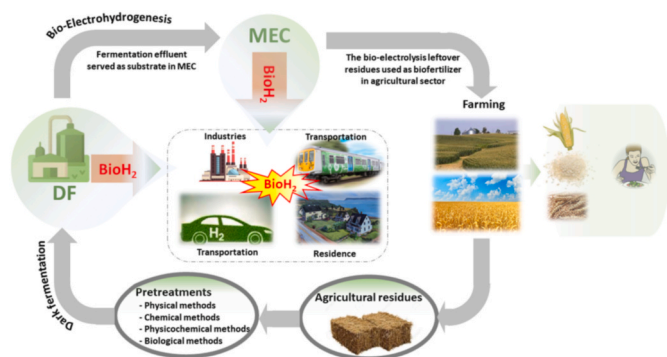 Bio-Electrohydrogenesis
MEC
Fermentation effluent
served as substrate in MEC
BioH2
The bio-electrolysis leftover
residues used as biofertilizer
in agricultural sector
Farming
DF
BioH2
Industries
Transportation
BioH2
H2
Transportation
Residence
Dark fermentation
Pretreatments
- Physical methods
- Chemical methods
- Physicochemical methods
- Biological methods
Agricultural residues